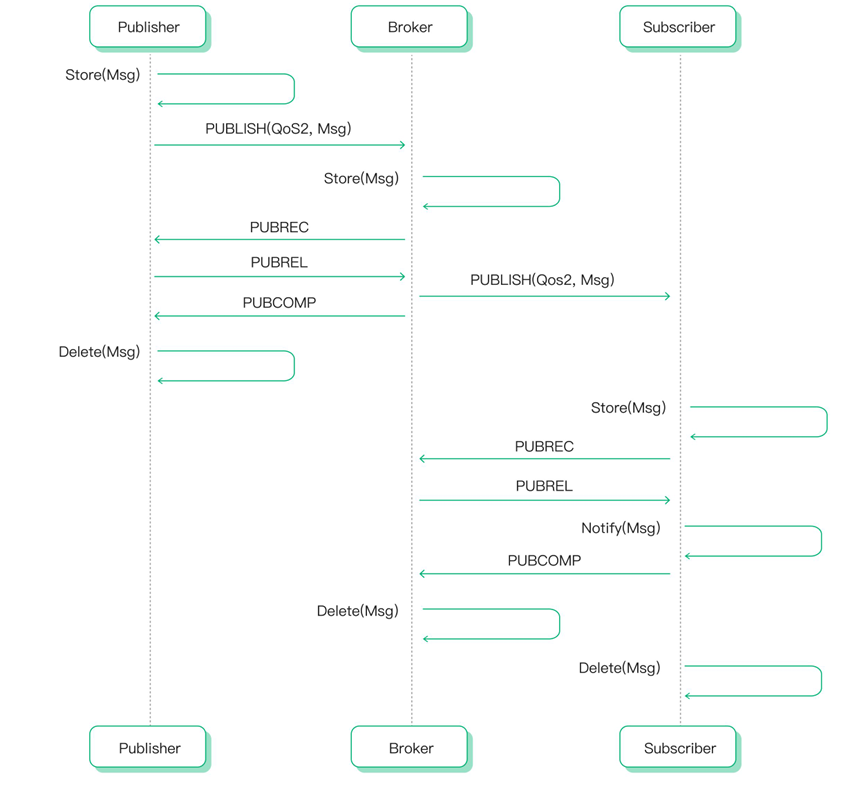 Publisher
Broker
Subscriber
Store(Msg)
PUBLISH(QoS2, Msg)
Store(Msg)
PUBREC
PUBREL
PUBLISH(Qos2, Msg)
PUBCOMP
Delete(Msg)
Store(Msg)
PUBREC
PUBREL
Notify(Msg)
PUBCOMP
Delete(Msg)
Delete(Msg)
Publisher
Broker
Subscriber